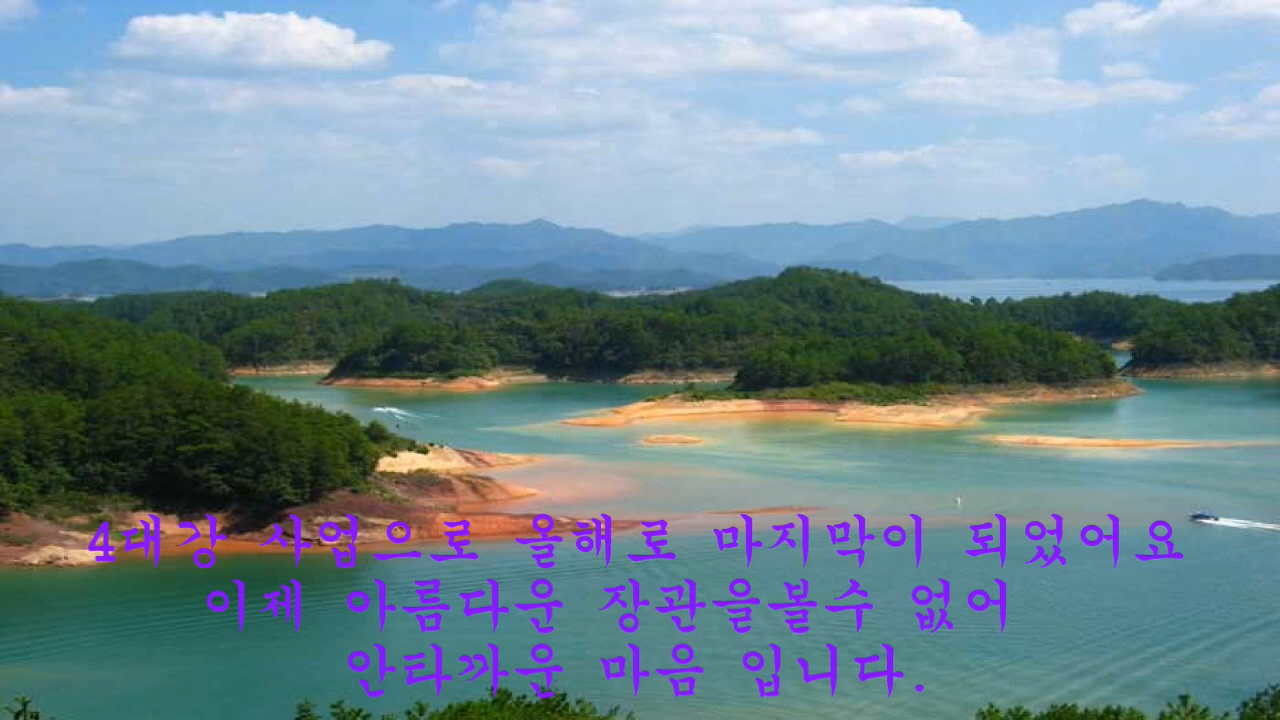 4대강 사업으로 올해로 마지막이 되었어요
이제 아름다운 장관을볼수 없어
안타까운 마음 입니다.